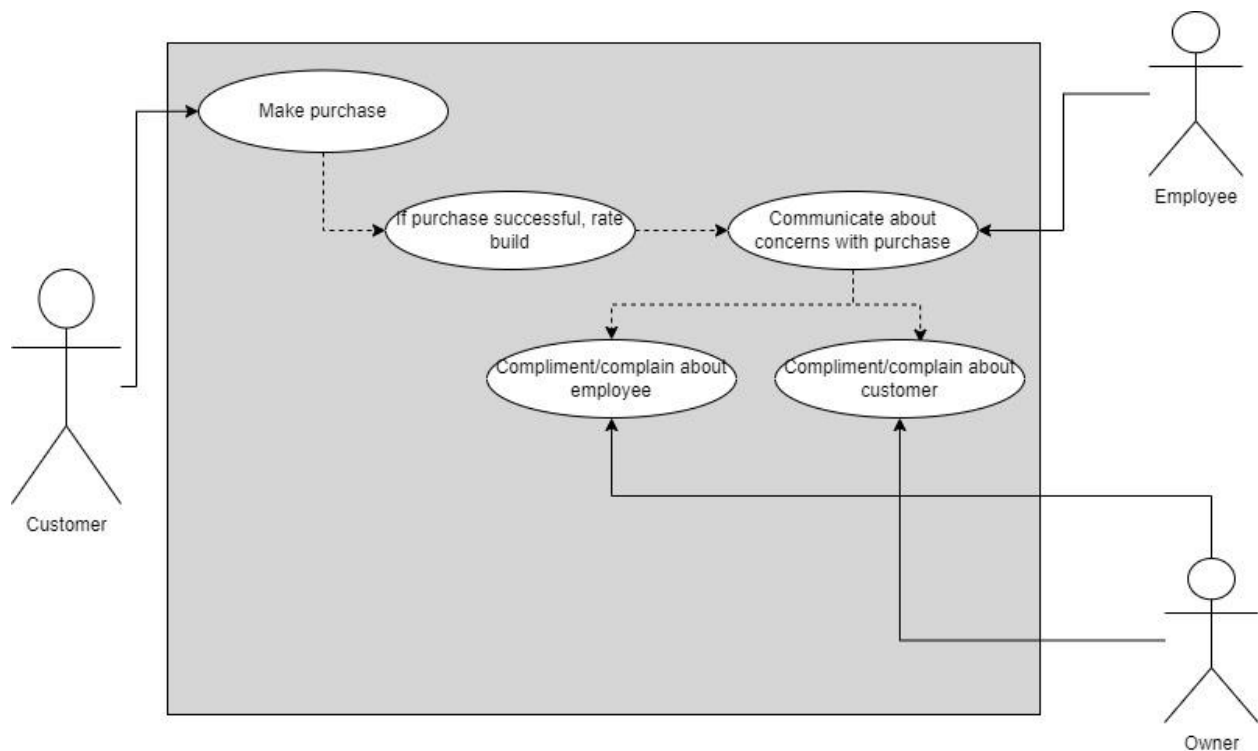 Make purchase
Employee
If purchase successful, rate
build
Communicate about
concerns with purchase
Compliment/complain about
employee
Compliment/complain about
customer
Customer
Owner